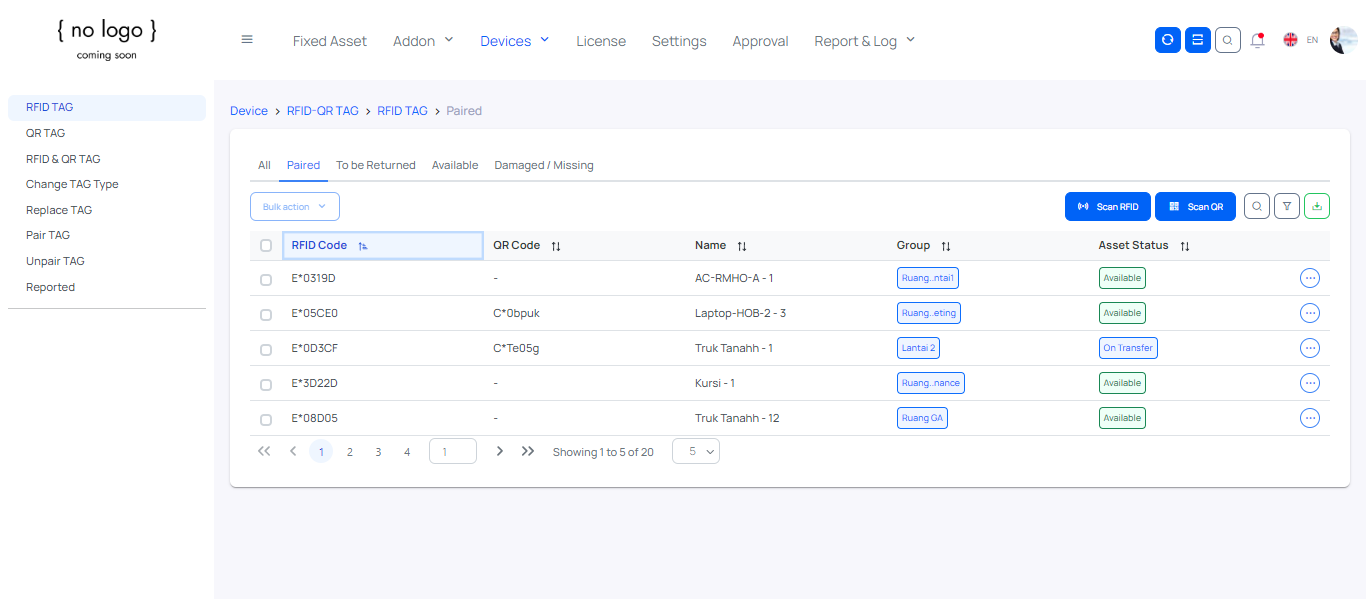 { no logo }
coming soon
Fixed Asset Addon Devices License Settings Approval Report & Log EN
RFID TAG
QR TAG
RFID & QR TAG
Change TAG Type
Replace TAG
Pair TAG
Unpair TAG
Reported
Device > RFID-QR TAG > RFID TAG > Paired
All Paired To be Returned Available Damaged / Missing
Bulk action Scan RFID Scan QR
RFID Code QR Code Name Group Asset Status
E*0319D - AC-RMHO-A - 1 Ruang..ntai1 Available
E*05CE0 C*0bpuk Laptop-HOB-2 - 3 Ruang..eting Available
E*0D3CF C*Te05g Truk Tanahh - 1 Lantai 2 On Transfer
E*3D22D - Kursi - 1 Ruang..nance Available
E*08D05 - Truk Tanahh - 12 Ruang GA Available
1 2 3 4 1 Showing 1 to 5 of 20 5